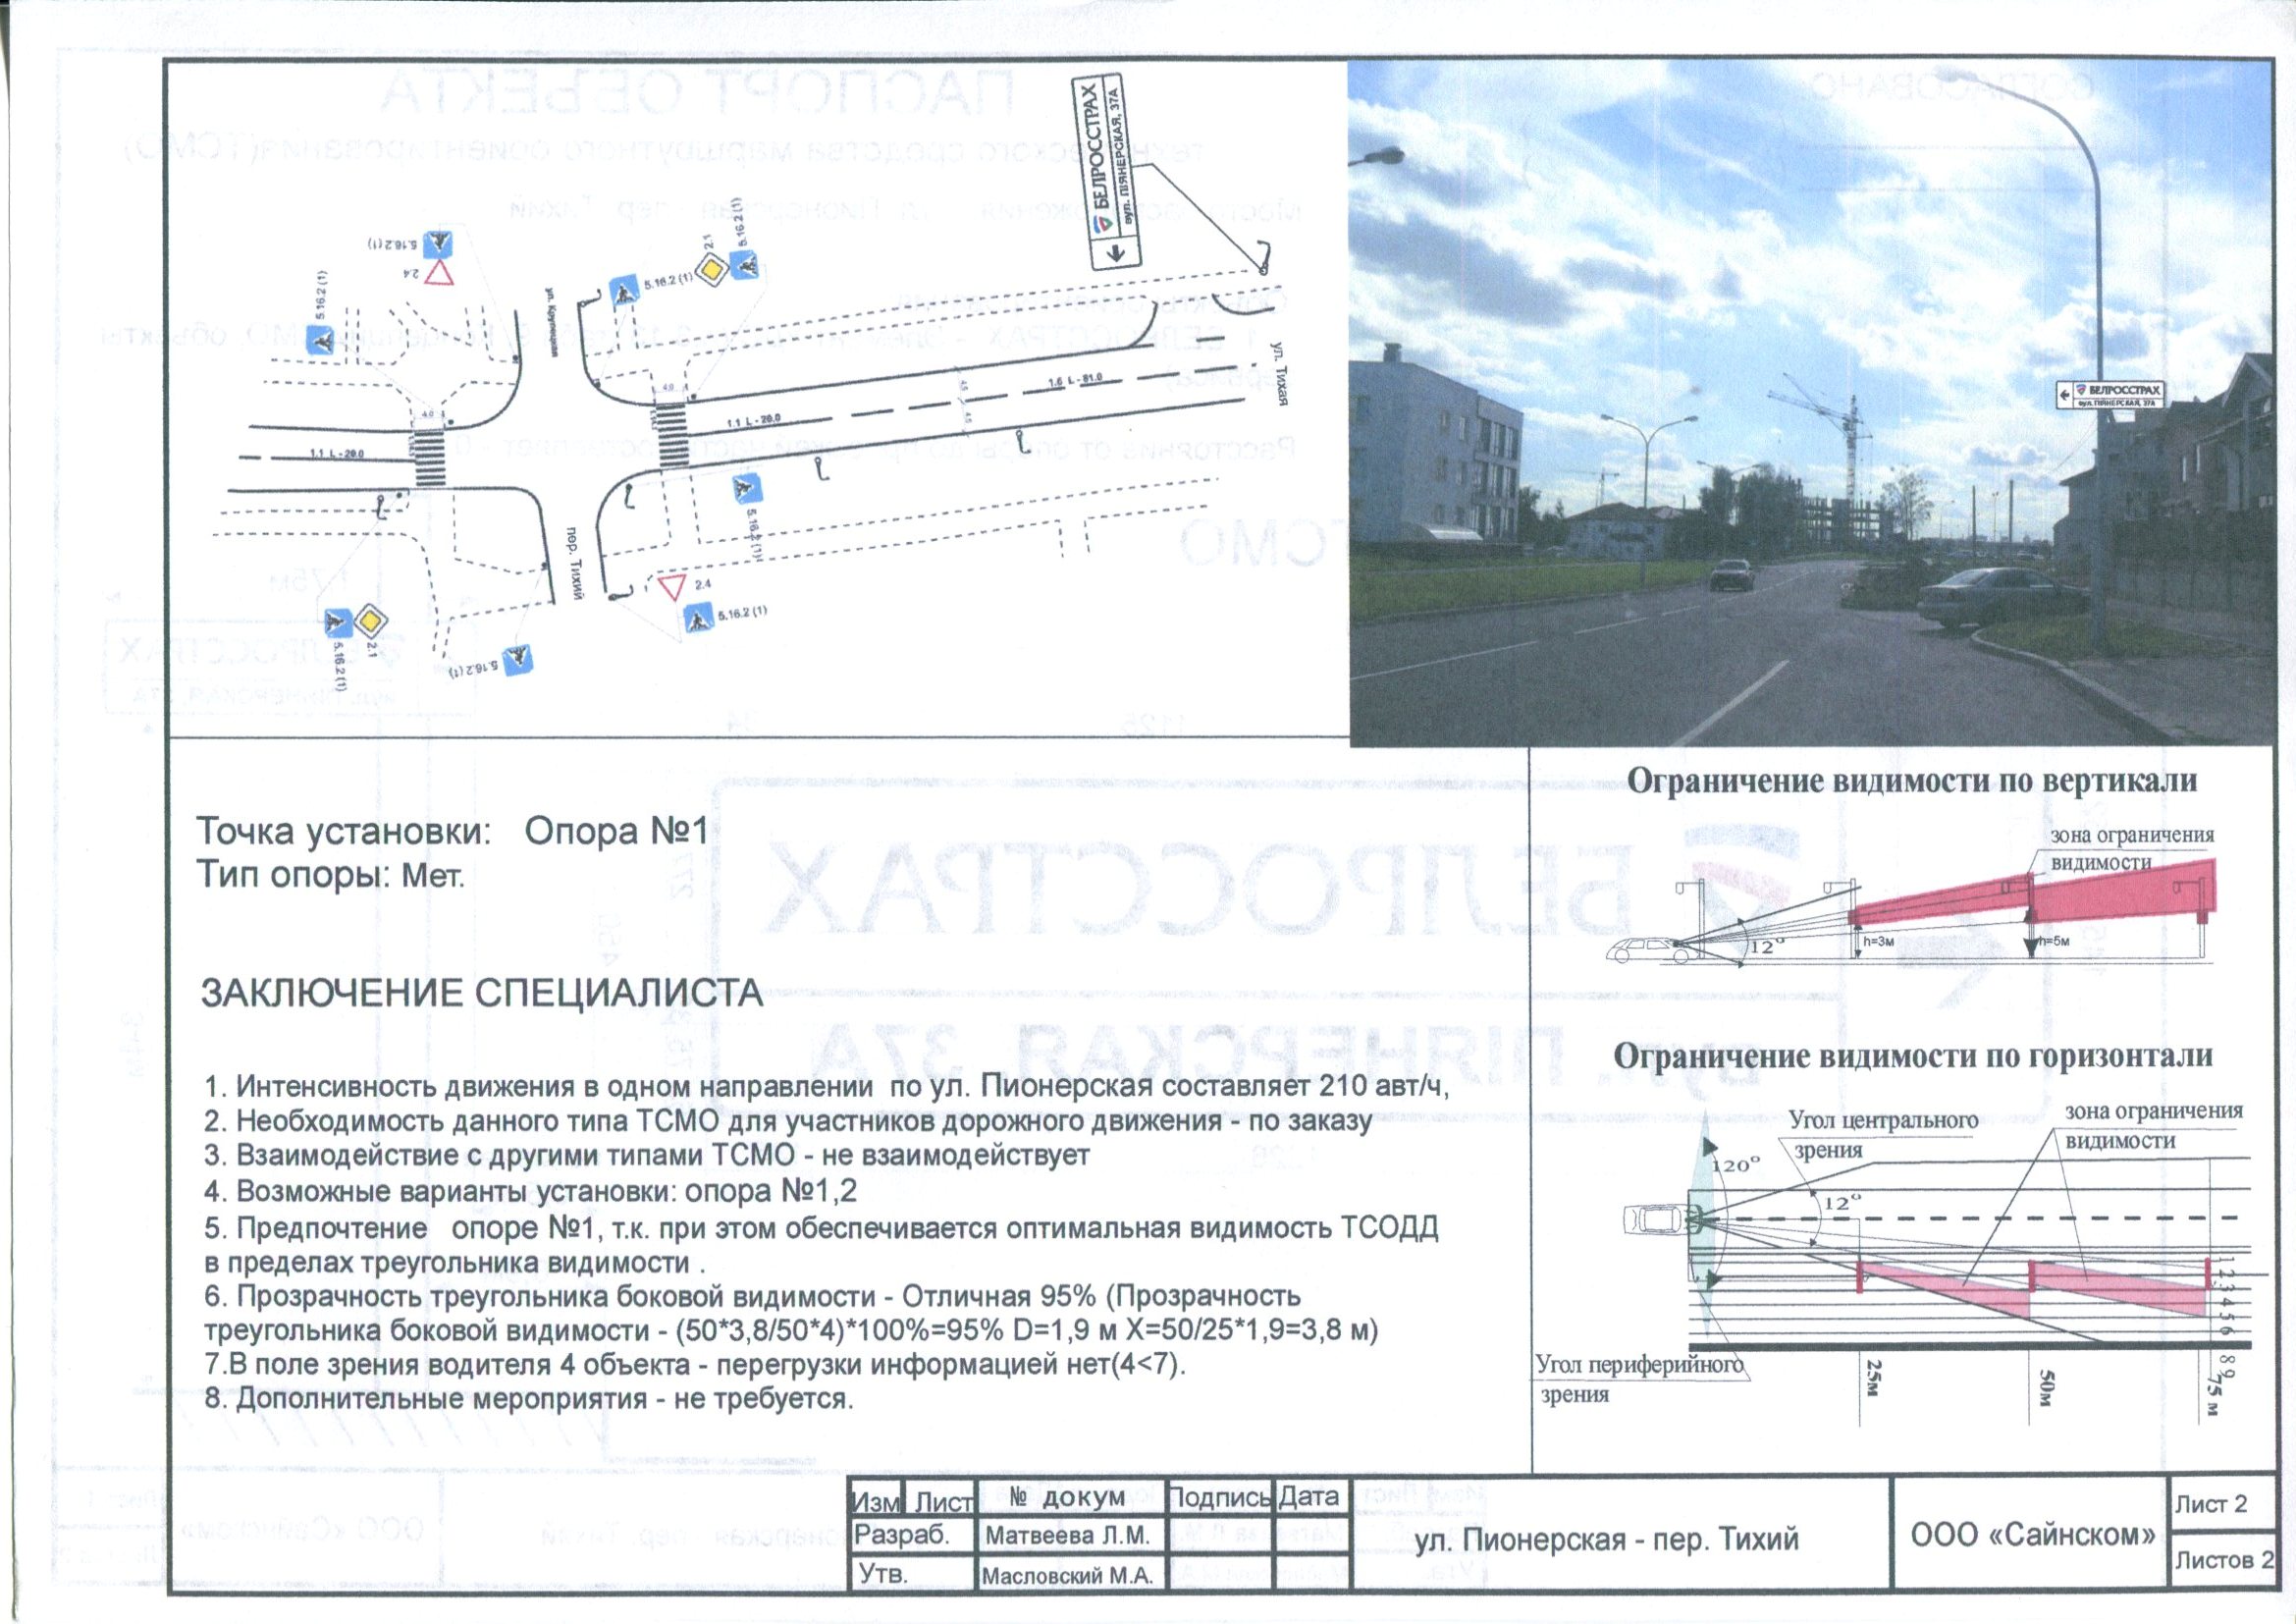 БЕЛРОССТРАХ
вул. ПІЯНЕРСКАЯ, 37А
5.16.2 (1)
2.4
5.16.2 (1)
2.1
5.16.2 (1)
5.16.2 (1)
ул. Тихая
4.0
4.0
4.5
4.5
1.6 L - 81.0
1.1 L - 20.0
1.1 L - 20.0
пер. Тихий
5.16.2 (1)
2.4
5.16.2 (1)
2.1
5.16.2 (1)
5.16.2 (1)
БЕЛРОССТРАХ
вул. ПІЯНЕРСКАЯ, 37А
Точка установки: Опора №1
Тип опоры: Мет.
ЗАКЛЮЧЕНИЕ СПЕЦИАЛИСТА
1. Интенсивность движения в одном направлении по ул. Пионерская составляет 210 авт/ч,
2. Необходимость данного типа ТСМО для участников дорожного движения - по заказу
3. Взаимодействие с другими типами ТСМО - не взаимодействует
4. Возможные варианты установки: опора №1,2
5. Предпочтение опоре №1, т.к. при этом обеспечивается оптимальная видимость ТСОДД
в пределах треугольника видимости .
6. Прозрачность треугольника боковой видимости - Отличная 95% (Прозрачность
треугольника боковой видимости - (50*3,8/50*4)*100%=95% D=1,9 м X=50/25*1,9=3,8 м)
7.В поле зрения водителя 4 объекта - перегрузки информацией нет(4<7).
8. Дополнительные мероприятия - не требуется.
Ограничение видимости по вертикали
зона ограничения
видимости
12°
h=3м
h=5м
Ограничение видимости по горизонтали
Угол центрального
зрения
зона ограничения
видимости
120°
12°
1 2 3 4 5 6
8 9
Угол периферийного
зрения
25м
50м
75 м
Изм Лист № докум Подпись Дата
Разраб. Матвеева Л.М.
Утв. Масловский М.А.
ул. Пионерская - пер. Тихий
ООО «Сайнском»
Лист 2
Листов 2